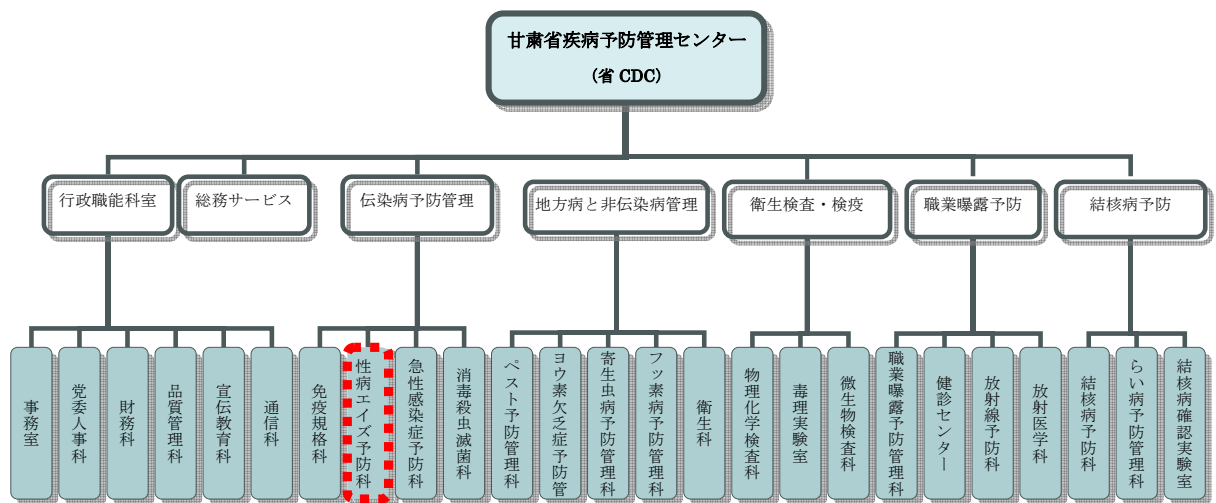 甘粛省疾病予防管理センター
(省 CDC)
行政職能科室
総務サービス
伝染病予防管理
地方病と非伝染病管理
衛生検査・検疫
職業曝露予防
結核病予防
事務室
党委人事科
財務科
品質管理科
宣伝教育科
通信科
免疫規格科
性病エイズ予防科
急性感染症予防科
消毒殺虫滅菌科
ペスト予防管理科
ヨウ素欠乏症予防管
寄生虫病予防管理科
フッ素病予防管理科
衛生科
物理化学検査科
毒理実験室
微生物検査科
職業曝露予防管理科
健診センター
放射線予防科
放射医学科
結核病予防科
らい病予防管理科
結核病確認実験室